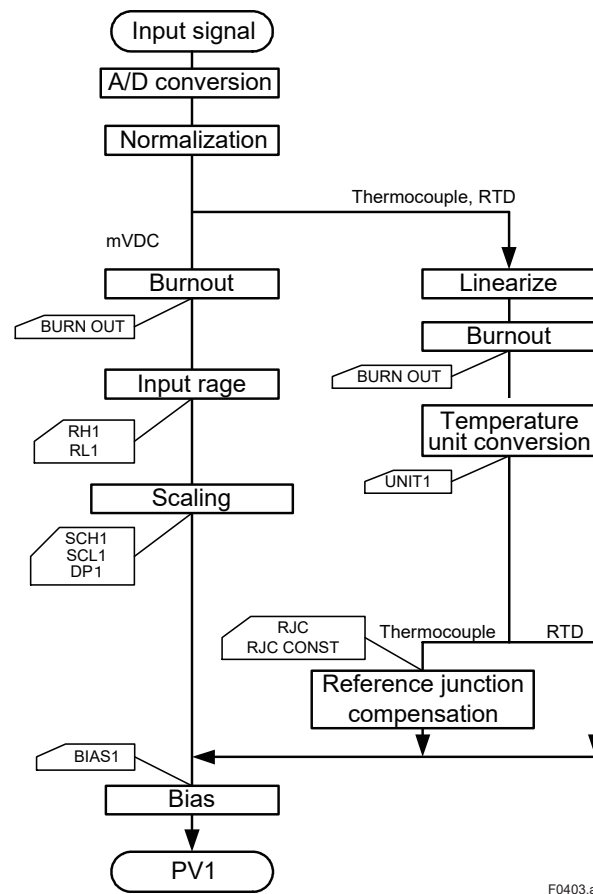 Input signal
A/D conversion
Normalization
Thermocouple, RTD
mVDC
Burnout
Linearize
BURN OUT
Burnout
BURN OUT
Input rage
RH1
RL1
Temperature
unit conversion
UNIT1
Scaling
SCH1
SCL1
DP1
RJC
RJC CONST
Thermocouple
RTD
Reference junction
compensation
BIAS1
Bias
PV1
F0403.a